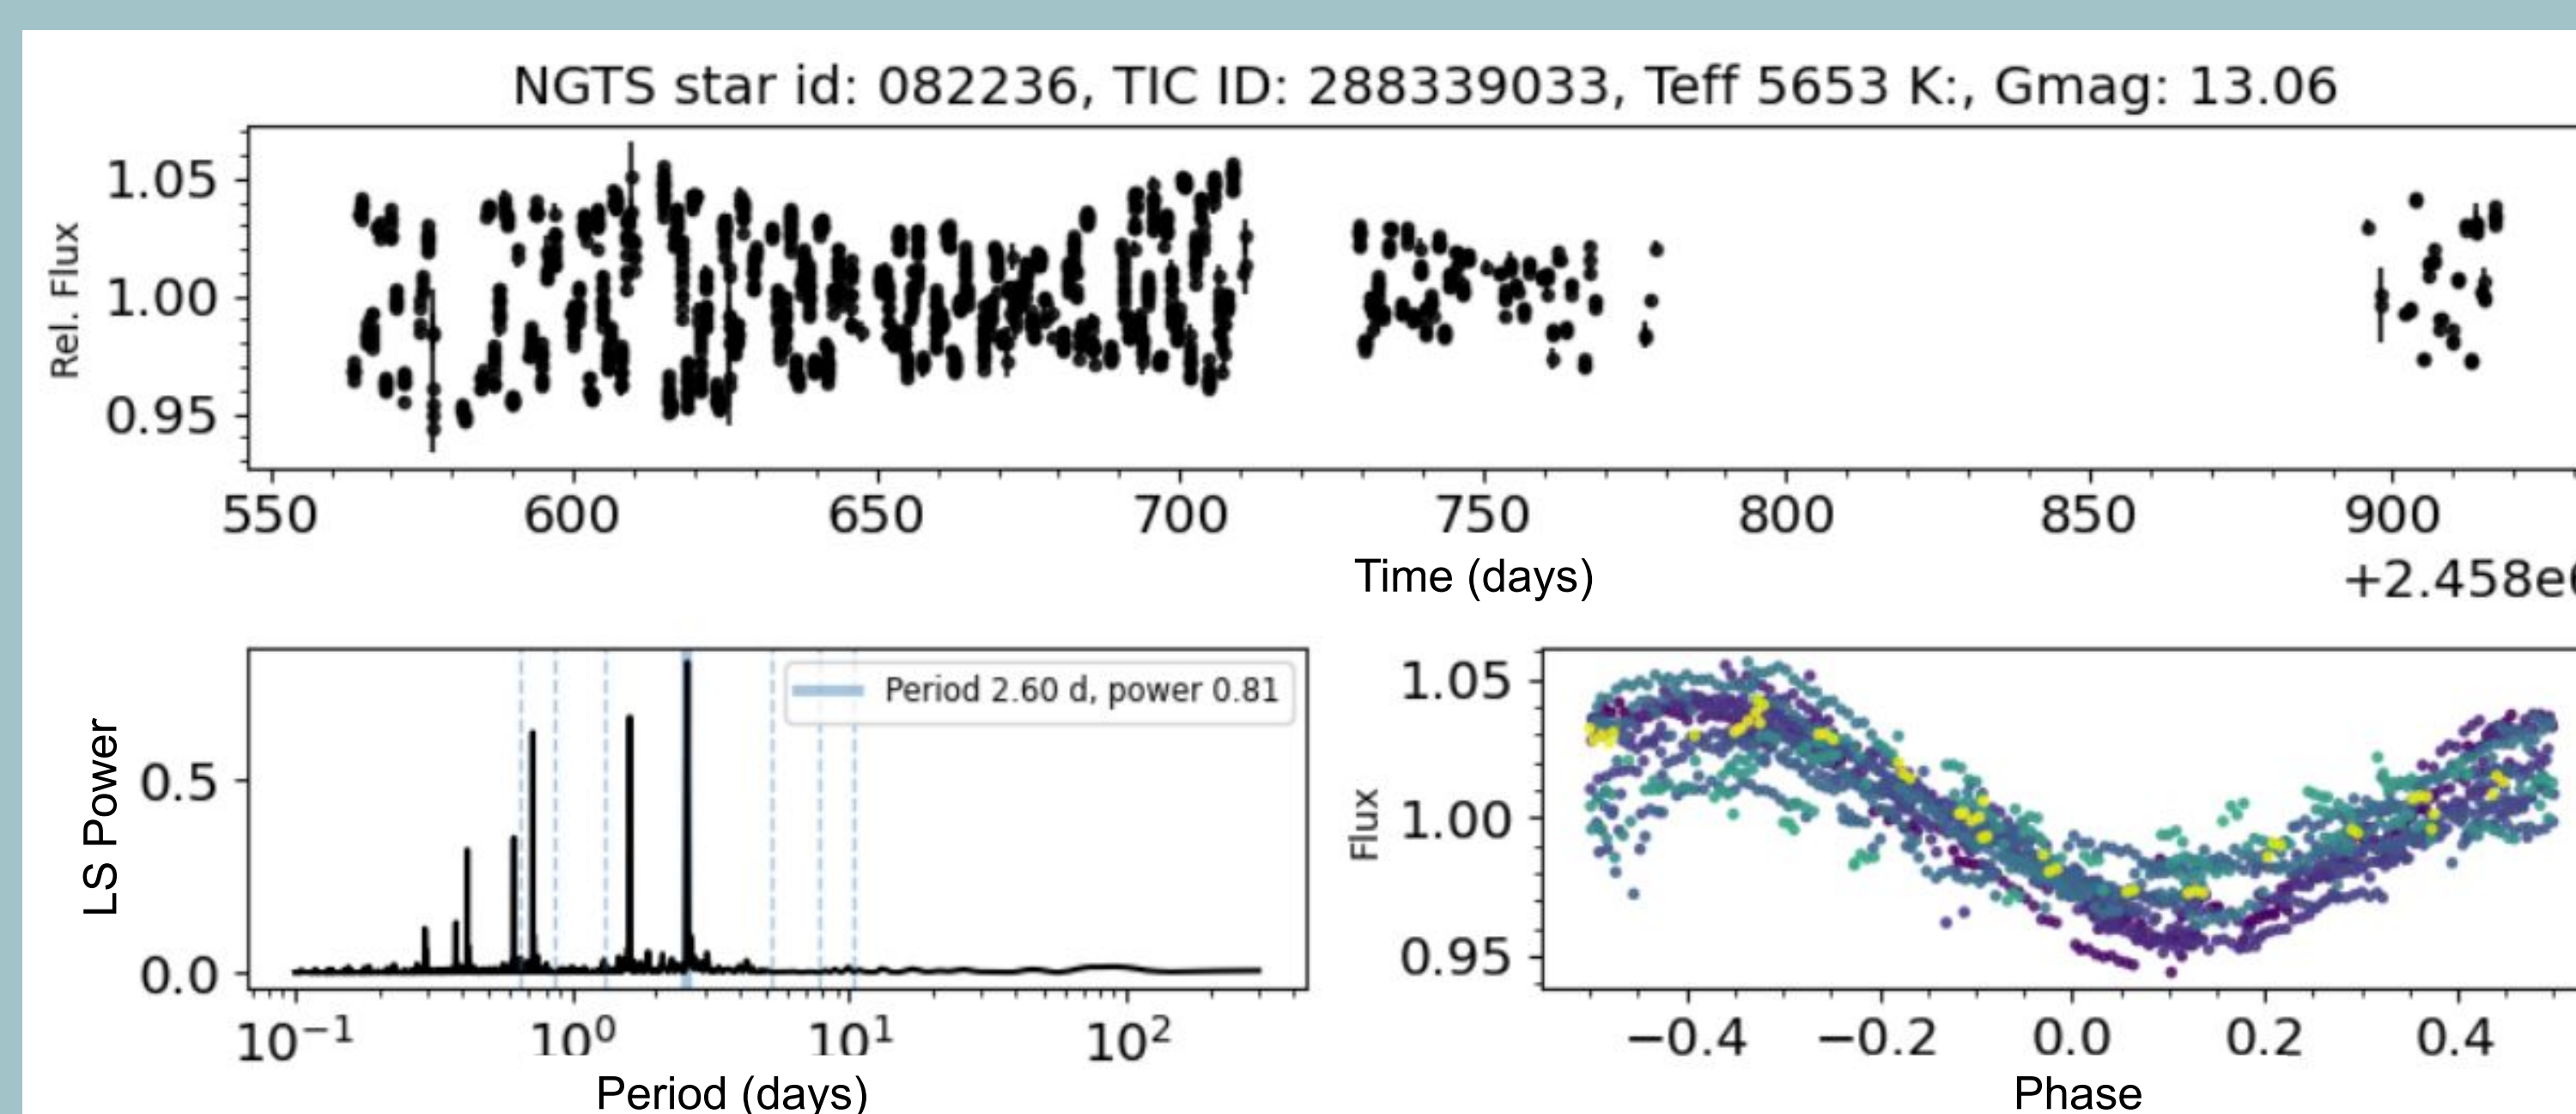 NGTS star id: 082236, TIC ID: 288339033, Teff 5653 K:, Gmag: 13.06
Rel. Flux
1.05
1.00
0.95
550 600 650 700 750 800 850 900
Time (days)
+2.458e
LS Power
0.5
0.0
Period 2.60 d, power 0.81
10⁻¹ 10⁰ 10¹ 10²
Period (days)
Flux
1.05
1.00
0.95
−0.4 −0.2 0.0 0.2 0.4
Phase